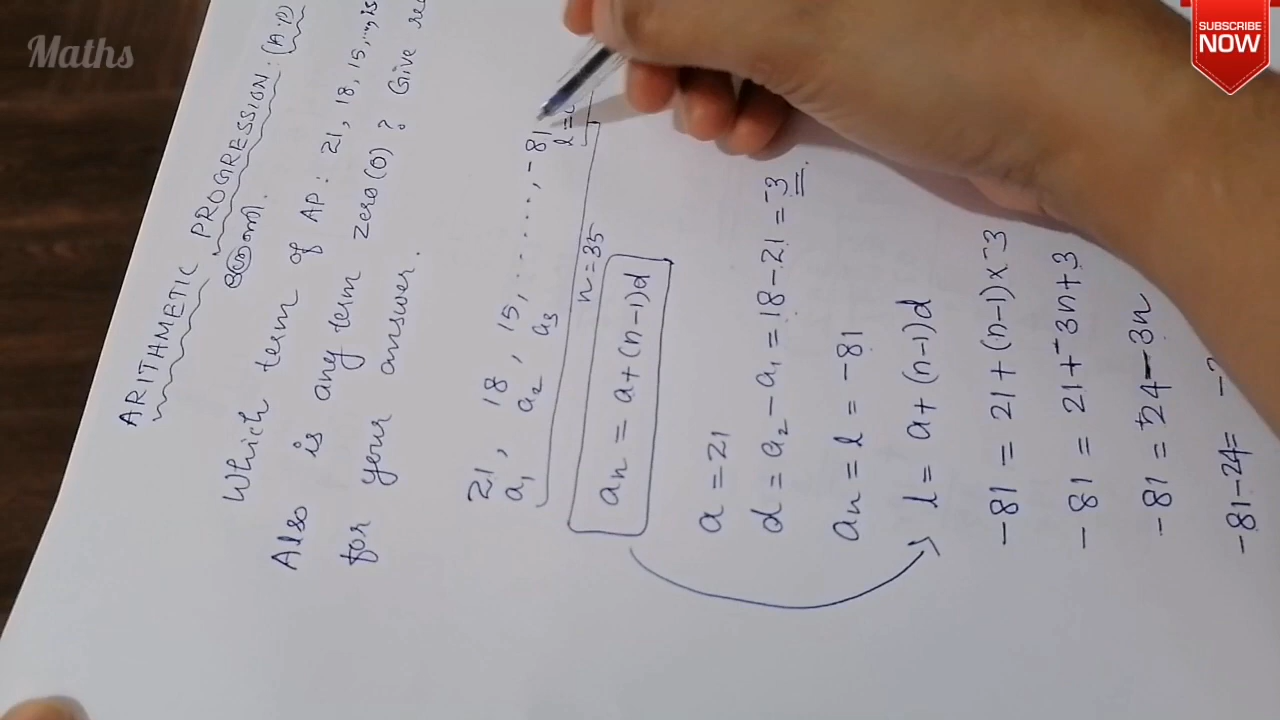 Maths
SUBSCRIBE
NOW
ARITHMETIC PROGRESSION: (A.P)
Which term of AP: 21, 18, 15, ..., is
Also is any term zero (0)? Give
for your answer.
21, 18, 15, ......., -81
a₁ a₂ a₃ l=
n = 35
aₙ = a+(n-1)d
a = 21
d = a₂ - a₁ = 18-21 = -3.
aₙ = l = -81
l = a+(n-1)d
-81 = 21+(n-1)×-3
-81 = 21+-3n+3
-81 = 24-3n
-81-24=